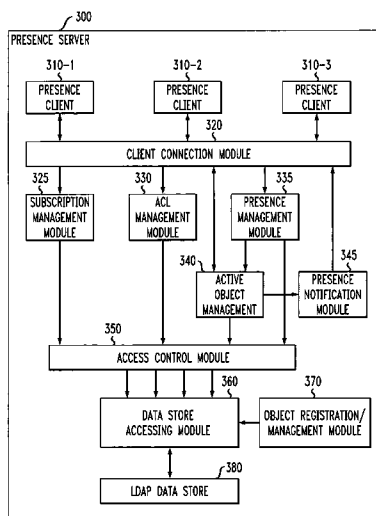 300
PRESENCE SERVER
310-1
310-2
310-3
PRESENCE
CLIENT
PRESENCE
CLIENT
PRESENCE
CLIENT
320
CLIENT CONNECTION MODULE
325
330
335
SUBSCRIPTION
MANAGEMENT
MODULE
ACL
MANAGEMENT
MODULE
PRESENCE
MANAGEMENT
MODULE
340
345
ACTIVE
OBJECT
MANAGEMENT
PRESENCE
NOTIFICATION
MODULE
350
ACCESS CONTROL MODULE
360
370
DATA STORE
ACCESSING MODULE
OBJECT REGISTRATION/
MANAGEMENT MODULE
380
LDAP DATA STORE